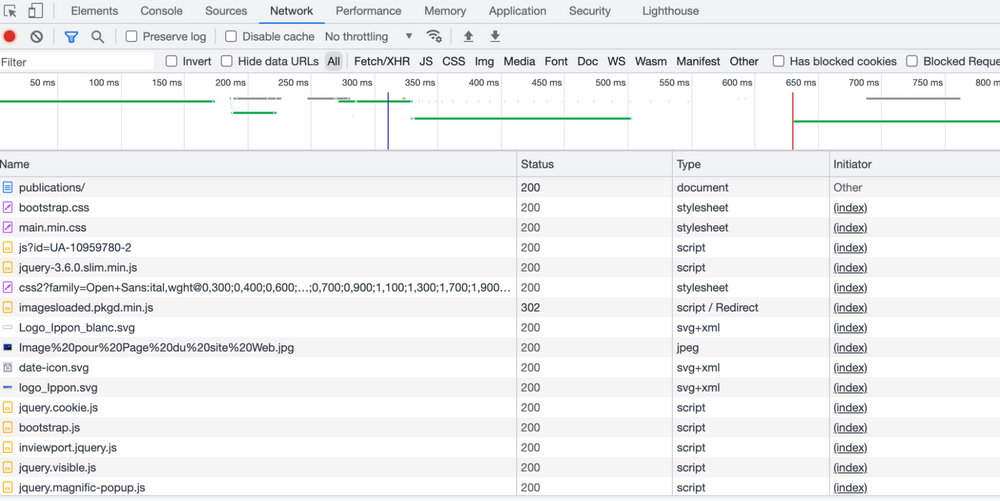 Elements Console Sources Network Performance Memory Application Security Lighthouse
Preserve log Disable cache No throttling
Filter Invert Hide data URLs All Fetch/XHR JS CSS Img Media Font Doc WS Wasm Manifest Other Has blocked cookies Blocked Reque
50 ms 100 ms 150 ms 200 ms 250 ms 300 ms 350 ms 400 ms 450 ms 500 ms 550 ms 600 ms 650 ms 700 ms 750 ms 800 m
Name Status Type Initiator
publications/ 200 document Other
bootstrap.css 200 stylesheet (index)
main.min.css 200 stylesheet (index)
js?id=UA-10959780-2 200 script (index)
jquery-3.6.0.slim.min.js 200 script (index)
css2?family=Open+Sans:ital,wght@0,300;0,400;0,600;…;0,700;0,900;1,100;1,300;1,700;1,900... 200 stylesheet (index)
imagesloaded.pkgd.min.js 302 script / Redirect (index)
Logo_lppon_blanc.svg 200 svg+xml (index)
Image%20pour%20Page%20du%20site%20Web.jpg 200 jpeg (index)
date-icon.svg 200 svg+xml (index)
logo_lppon.svg 200 svg+xml (index)
jquery.cookie.js 200 script (index)
bootstrap.js 200 script (index)
inviewport.jquery.js 200 script (index)
jquery.visible.js 200 script (index)
jquery.magnific-popup.js 200 script (index)